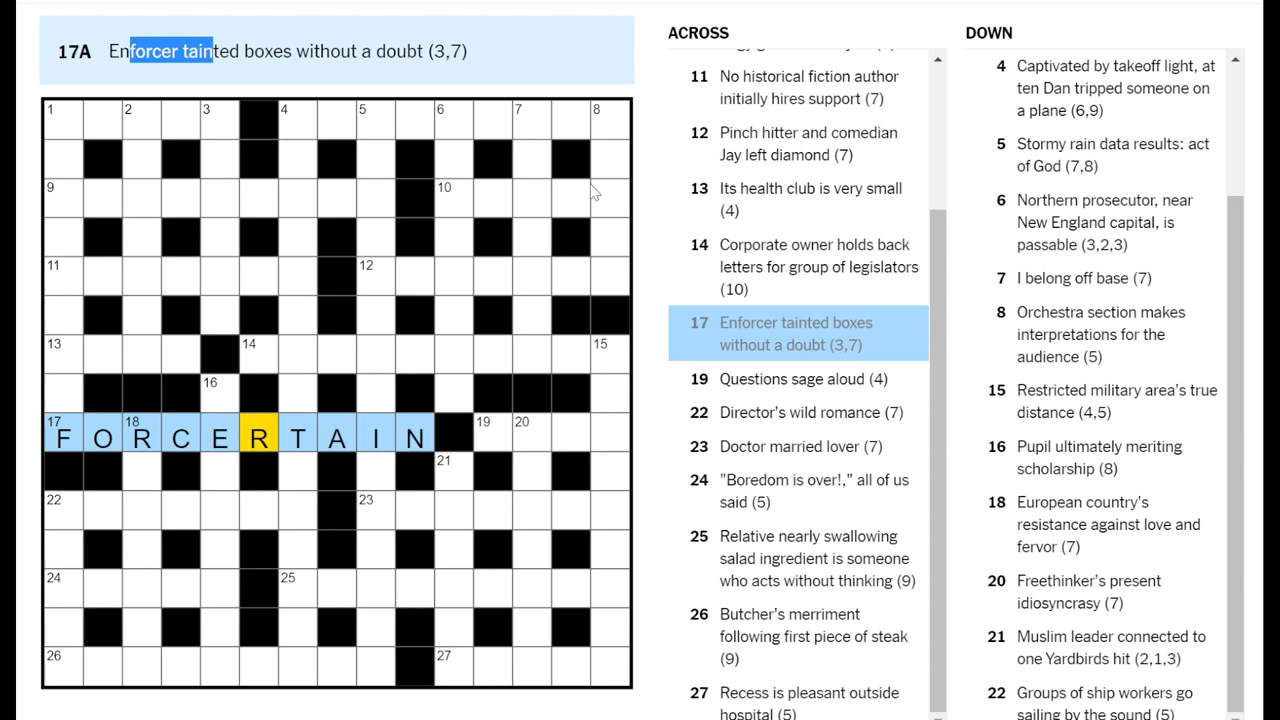 17A Enforcer tainted boxes without a doubt (3,7)
1 2 3 4 5 6 7 8
9 10
11 12
13 14 15
16
17 F O 18 R C E R T A I N 19 20
21
22 23
24 25
26 27
ACROSS
11 No historical fiction author
initially hires support (7)
12 Pinch hitter and comedian
Jay left diamond (7)
13 Its health club is very small
(4)
14 Corporate owner holds back
letters for group of legislators
(10)
17 Enforcer tainted boxes
without a doubt (3,7)
19 Questions sage aloud (4)
22 Director's wild romance (7)
23 Doctor married lover (7)
24 "Boredom is over!," all of us
said (5)
25 Relative nearly swallowing
salad ingredient is someone
who acts without thinking (9)
26 Butcher's merriment
following first piece of steak
(9)
27 Recess is pleasant outside
hospital (5)
DOWN
4 Captivated by takeoff light, at
ten Dan tripped someone on
a plane (6,9)
5 Stormy rain data results: act
of God (7,8)
6 Northern prosecutor, near
New England capital, is
passable (3,2,3)
7 I belong off base (7)
8 Orchestra section makes
interpretations for the
audience (5)
15 Restricted military area's true
distance (4,5)
16 Pupil ultimately meriting
scholarship (8)
18 European country's
resistance against love and
fervor (7)
20 Freethinker's present
idiosyncrasy (7)
21 Muslim leader connected to
one Yardbirds hit (2,1,3)
22 Groups of ship workers go
sailing by the sound (5)